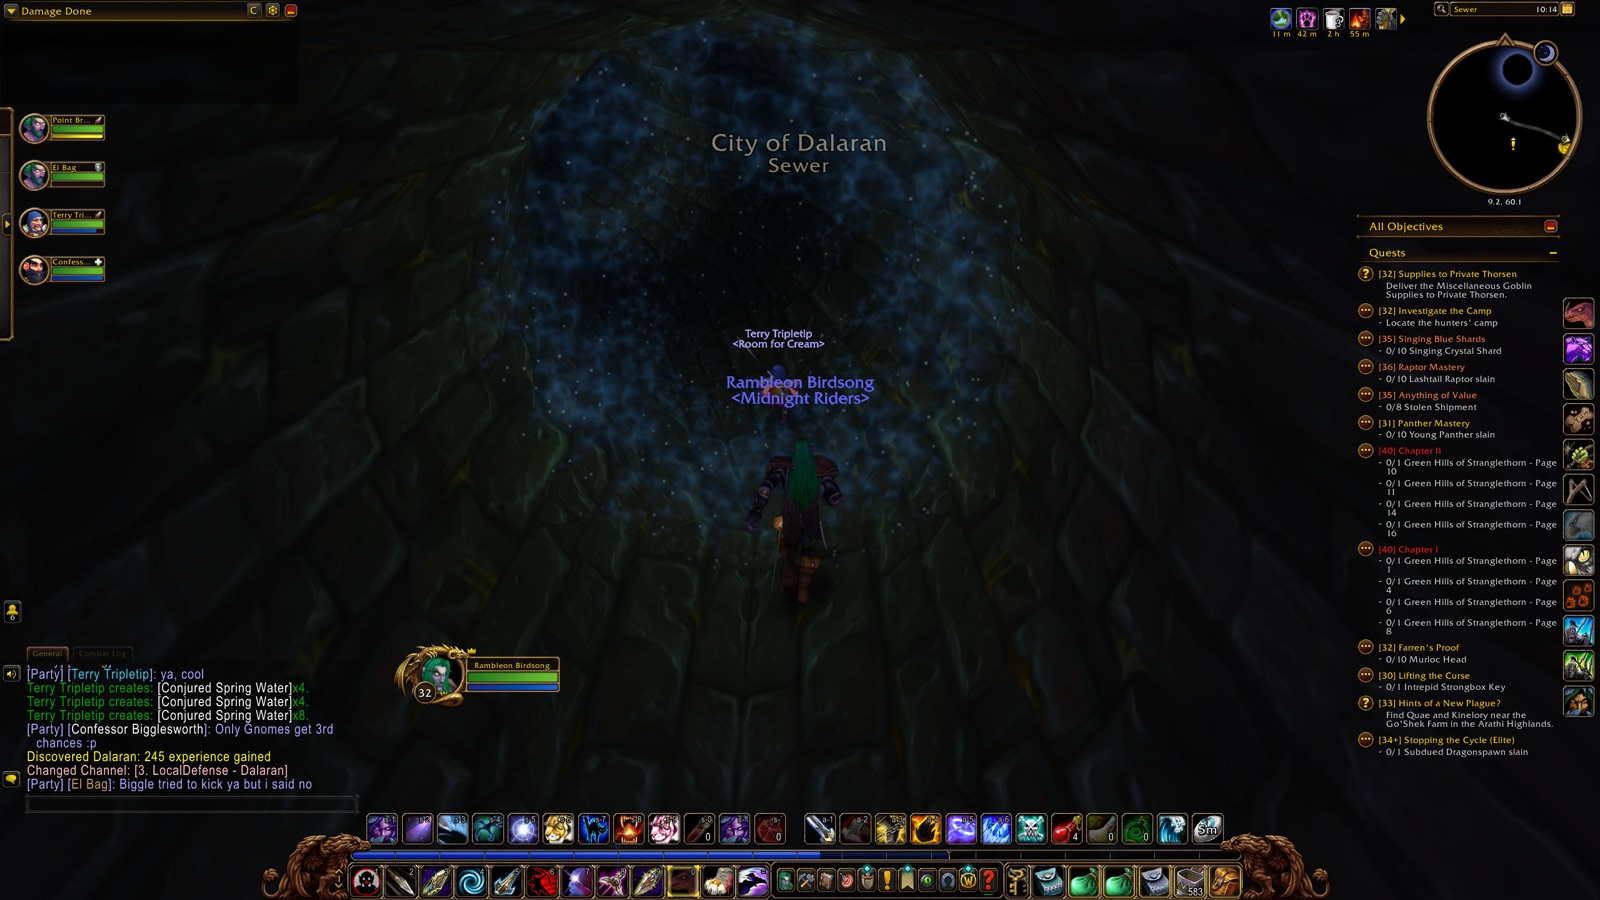 Damage Done
C
11 m
42 m
2 h
55 m
Sewer
10:14
Point Br...
El Bag
Terry Tri...
Confess...
City of Dalaran
Sewer
Terry Tripletip
<Room for Cream>
Rambleon Birdsong
<Midnight Riders>
9.2, 60.1
All Objectives
Quests
[32] Supplies to Private Thorsen
Deliver the Miscellaneous Goblin
Supplies to Private Thorsen.
[32] Investigate the Camp
- Locate the hunters' camp
[35] Singing Blue Shards
- 0/10 Singing Crystal Shard
[36] Raptor Mastery
- 0/10 Lashtail Raptor slain
[35] Anything of Value
- 0/8 Stolen Shipment
[31] Panther Mastery
- 0/10 Young Panther slain
[40] Chapter II
- 0/1 Green Hills of Stranglethorn - Page
10
- 0/1 Green Hills of Stranglethorn - Page
11
- 0/1 Green Hills of Stranglethorn - Page
14
- 0/1 Green Hills of Stranglethorn - Page
16
[40] Chapter I
- 0/1 Green Hills of Stranglethorn - Page
1
- 0/1 Green Hills of Stranglethorn - Page
4
- 0/1 Green Hills of Stranglethorn - Page
6
- 0/1 Green Hills of Stranglethorn - Page
8
[32] Farren's Proof
- 0/10 Murloc Head
[30] Lifting the Curse
- 0/1 Intrepid Strongbox Key
[33] Hints of a New Plague?
Find Quae and Kinelory near the
Go'Shek Farm in the Arathi Highlands.
[34+] Stopping the Cycle (Elite)
- 0/1 Subdued Dragonspawn slain
6
General
Combat Log
[Party] [Terry Tripletip]: ya, cool
Terry Tripletip creates: [Conjured Spring Water]x4.
Terry Tripletip creates: [Conjured Spring Water]x4.
Terry Tripletip creates: [Conjured Spring Water]x8.
[Party] [Confessor Bigglesworth]: Only Gnomes get 3rd
chances :p
Discovered Dalaran: 245 experience gained
Changed Channel: [3. LocalDefense - Dalaran]
[Party] [El Bag]: Biggle tried to kick ya but i said no
Rambleon Birdsong
32
5m
583